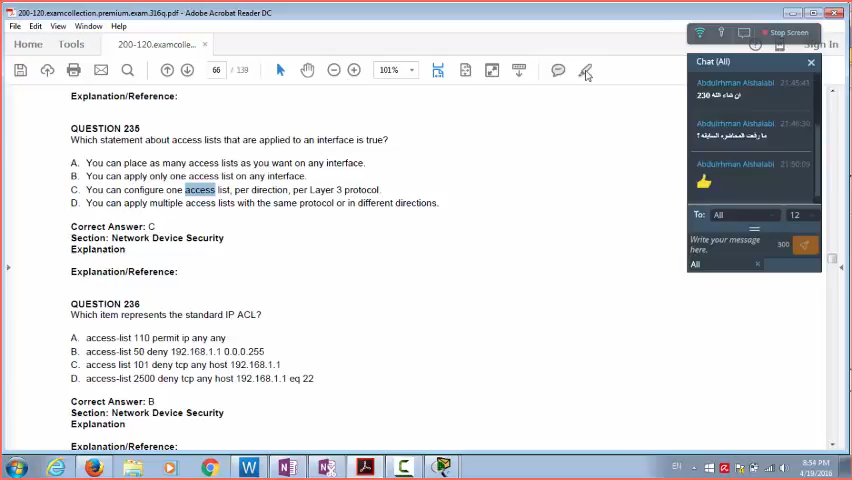 200-120.examcollection.premium.exam.316q.pdf - Adobe Acrobat Reader DC
File Edit View Window Help
Home Tools 200-120.examcolle... ×
Sign In
66 / 139
101%
Explanation/Reference:
QUESTION 235
Which statement about access lists that are applied to an interface is true?
A. You can place as many access lists as you want on any interface.
B. You can apply only one access list on any interface.
C. You can configure one access list, per direction, per Layer 3 protocol.
D. You can apply multiple access lists with the same protocol or in different directions.
Correct Answer: C
Section: Network Device Security
Explanation
Explanation/Reference:
QUESTION 236
Which item represents the standard IP ACL?
A. access-list 110 permit ip any any
B. access-list 50 deny 192.168.1.1 0.0.0.255
C. access-list 101 deny tcp any host 192.168.1.1
D. access-list 2500 deny tcp any host 192.168.1.1 eq 22
Correct Answer: B
Section: Network Device Security
Explanation
Explanation/Reference:
Stop Screen
Chat (All)
Abdulrhman Alshalabi 21:45:41
ان شاء الله 230
Abdulrhman Alshalabi
ما رفعت المحاضره السابقه ؟
Abdulrhman Alshalabi 21:50:09
To: All 12
Write your message here. 300
All ×
EN
8:54 PM
4/19/2016